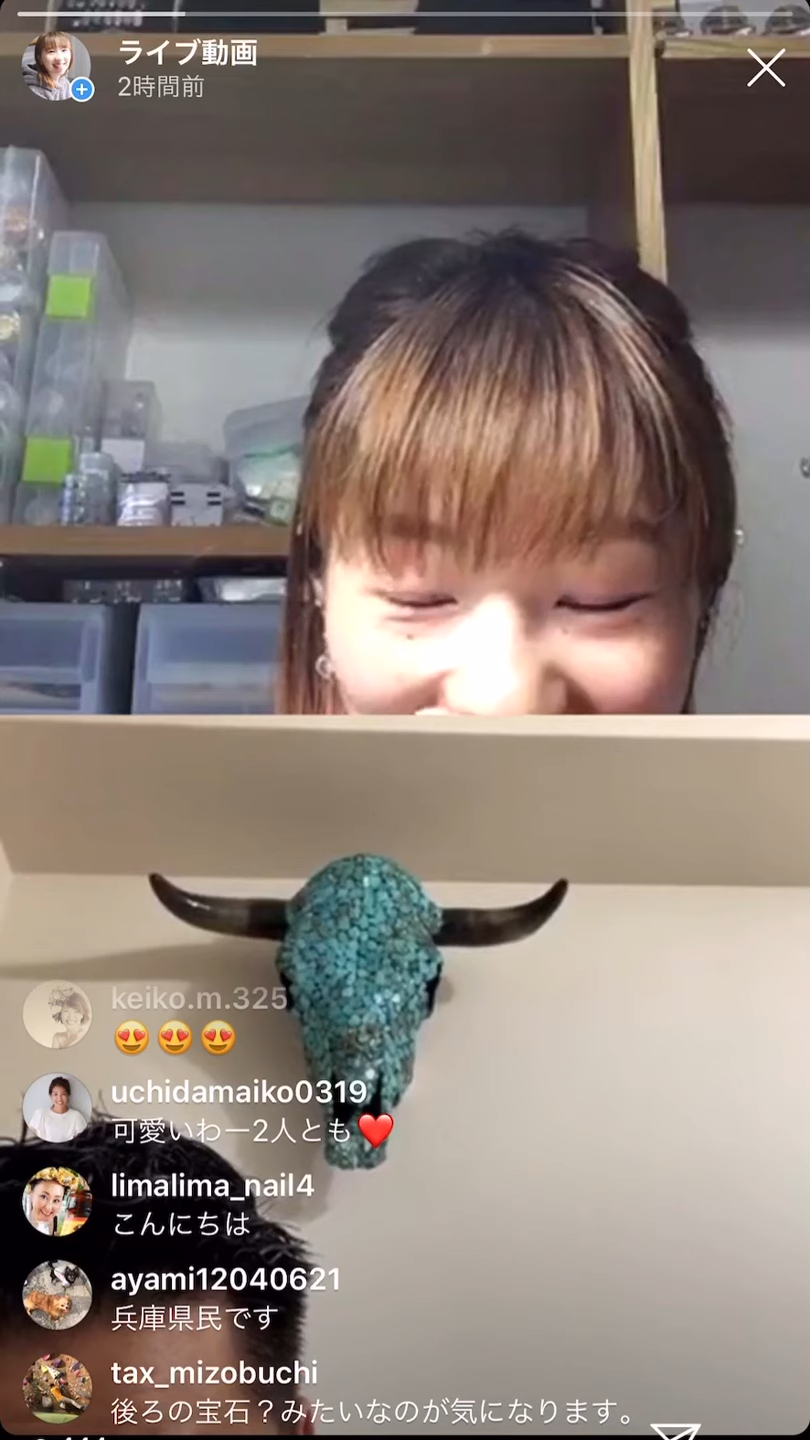 ライブ動画
2時間前
keiko.m.325
😍😍😍
uchidamaiko0319
可愛いわー2人とも❤️
limalima_nail4
こんにちは
ayami12040621
兵庫県民です
tax_mizobuchi
後ろの宝石？みたいなのが気になります。